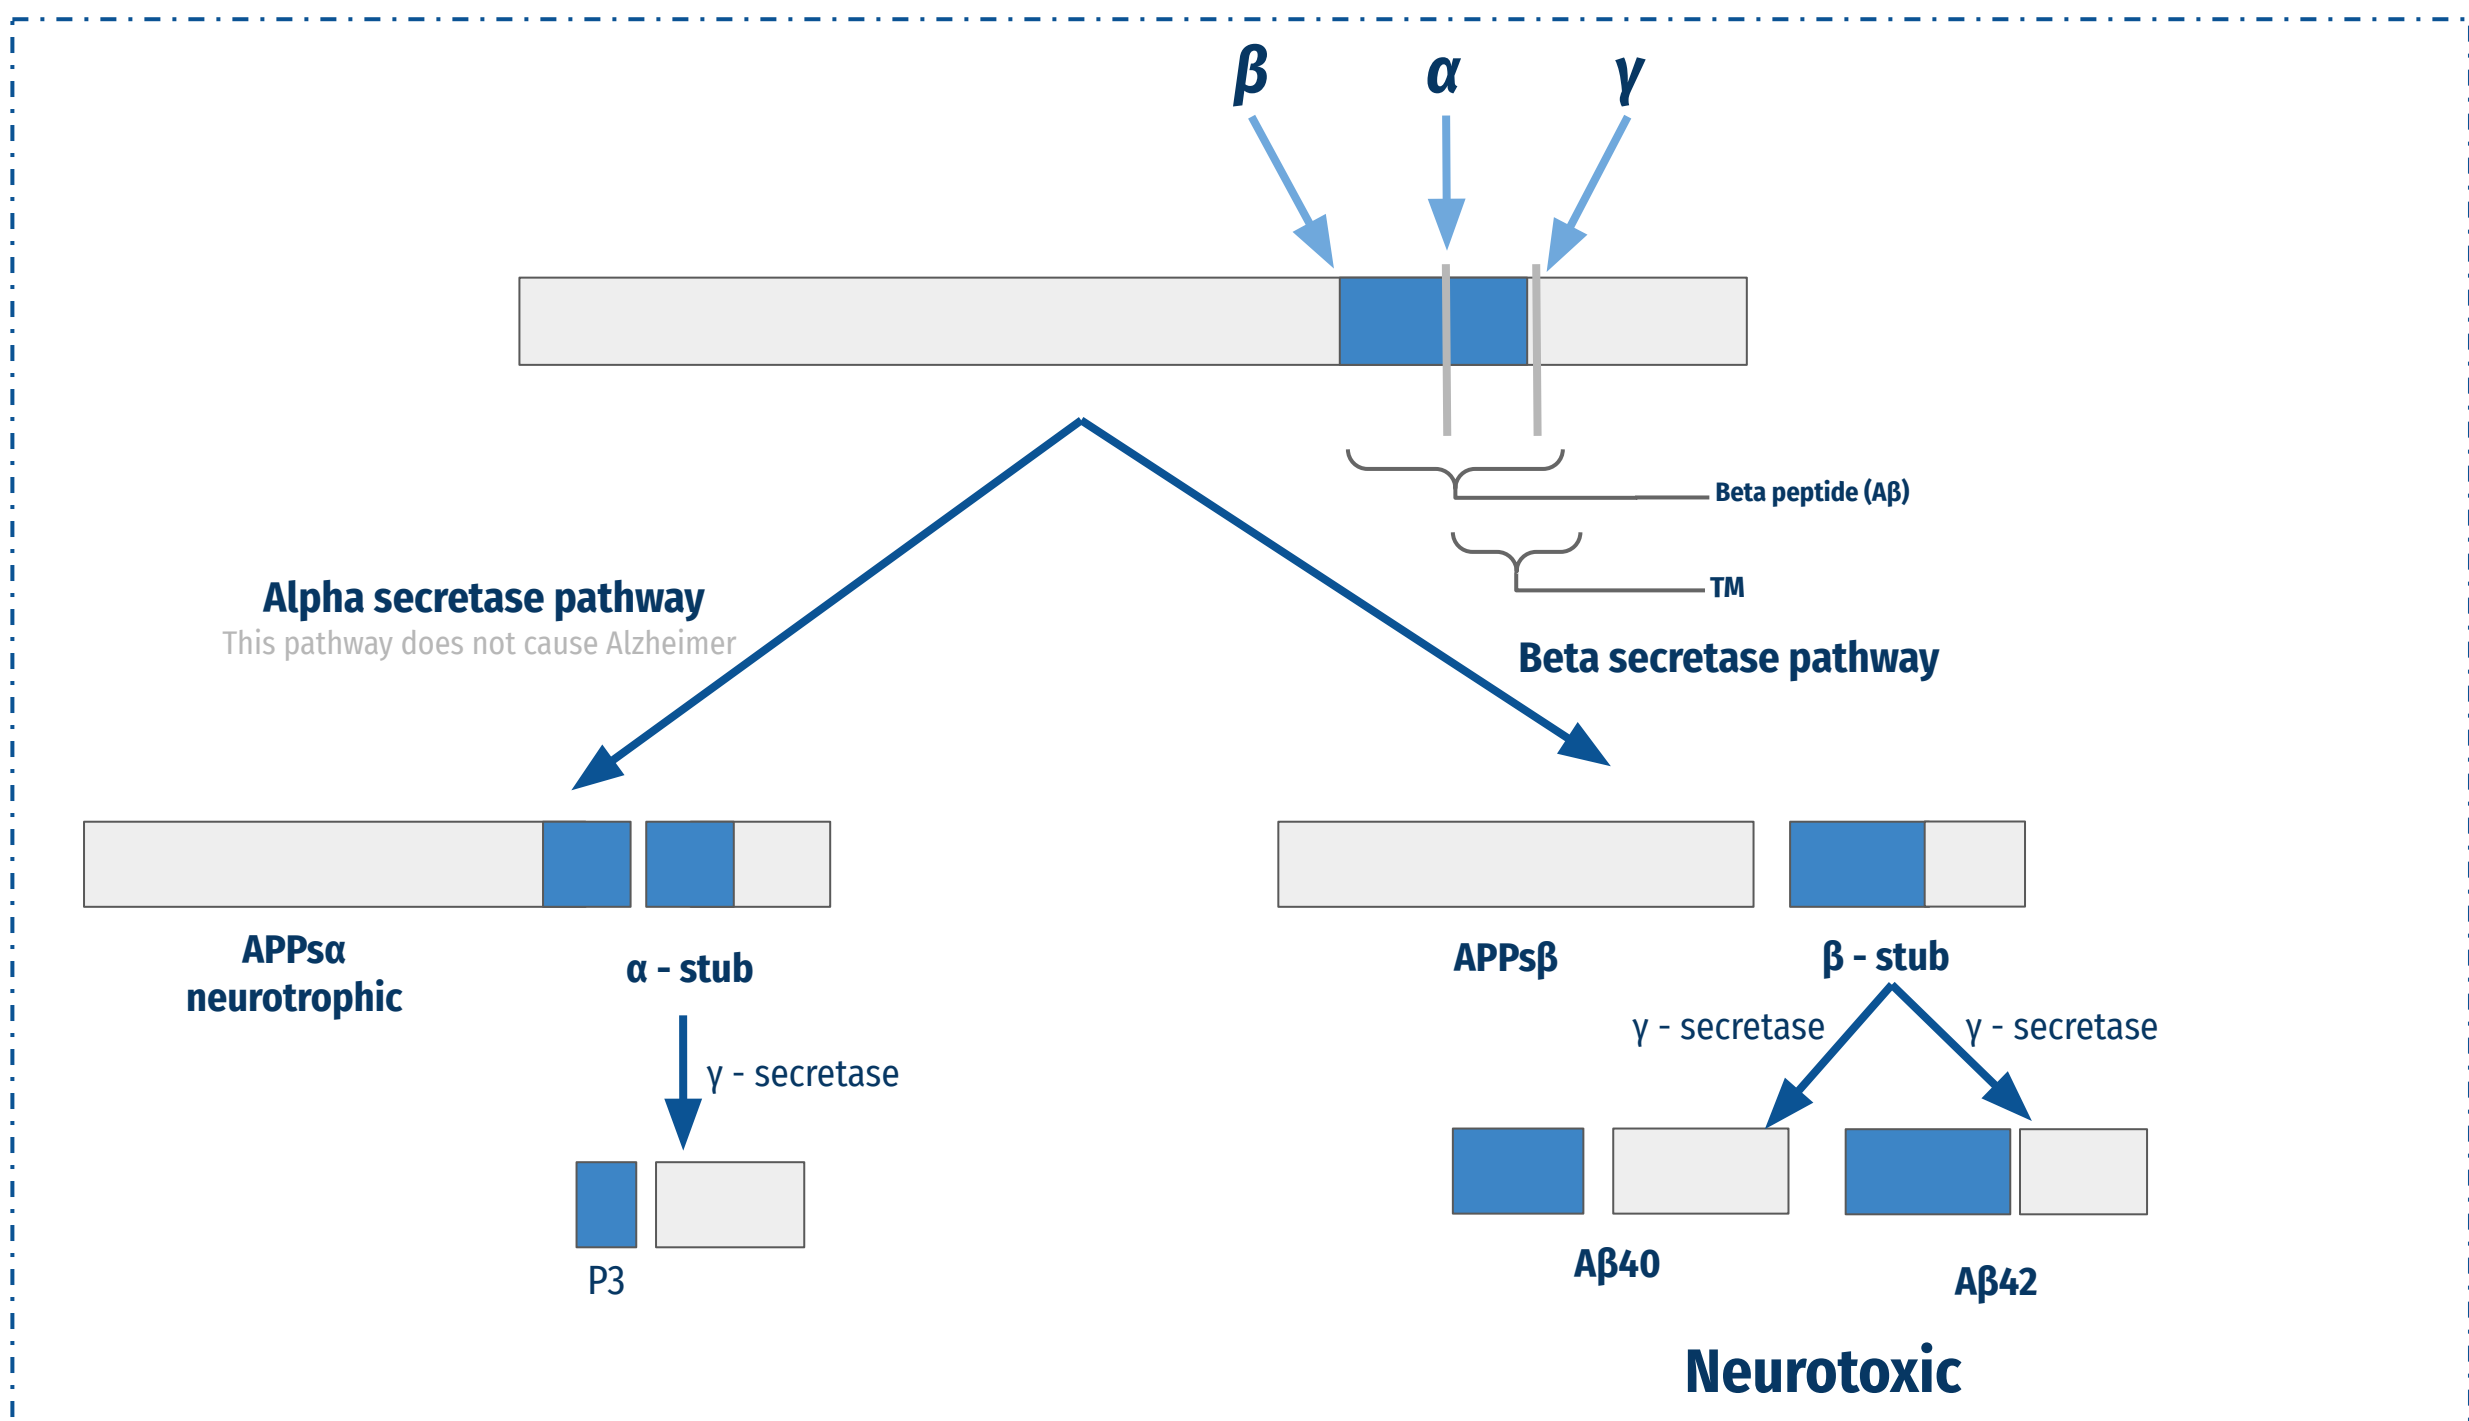 β
α
γ
Beta peptide (Aβ)
TM
Alpha secretase pathway
This pathway does not cause Alzheimer
Beta secretase pathway
APPsα
neurotrophic
α - stub
γ - secretase
P3
APPsβ
β - stub
γ - secretase
γ - secretase
Aβ40
Aβ42
Neurotoxic